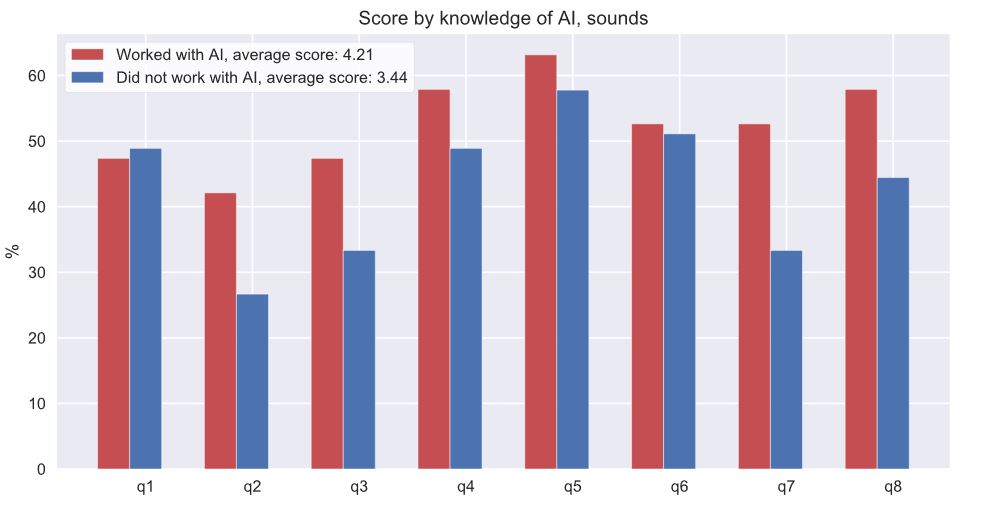 Score by knowledge of AI, sounds
Worked with AI, average score: 4.21
Did not work with AI, average score: 3.44
60
50
40
30
20
10
0
%
q1 q2 q3 q4 q5 q6 q7 q8